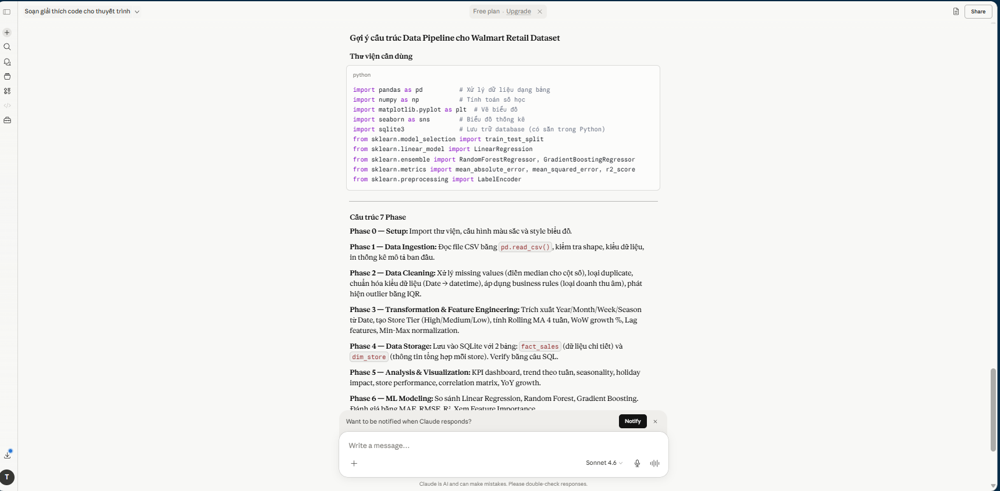 Soạn giải thích code cho thuyết trình
Free plan · Upgrade
Share
Gợi ý cấu trúc Data Pipeline cho Walmart Retail Dataset
Thư viện cần dùng
python
import pandas as pd # Xử lý dữ liệu dạng bảng
import numpy as np # Tính toán số học
import matplotlib.pyplot as plt # Vẽ biểu đồ
import seaborn as sns # Biểu đồ thống kê
import sqlite3 # Lưu trữ database (có sẵn trong Python)
from sklearn.model_selection import train_test_split
from sklearn.linear_model import LinearRegression
from sklearn.ensemble import RandomForestRegressor, GradientBoostingRegressor
from sklearn.metrics import mean_absolute_error, mean_squared_error, r2_score
from sklearn.preprocessing import LabelEncoder
Cấu trúc 7 Phase
Phase 0 — Setup: Import thư viện, cấu hình màu sắc và style biểu đồ.
Phase 1 — Data Ingestion: Đọc file CSV bằng pd.read_csv(), kiểm tra shape, kiểu dữ liệu,
in thống kê mô tả ban đầu.
Phase 2 — Data Cleaning: Xử lý missing values (điền median cho cột số), loại duplicate,
chuẩn hóa kiểu dữ liệu (Date → datetime), áp dụng business rules (loại doanh thu âm), phát
hiện outlier bằng IQR.
Phase 3 — Transformation & Feature Engineering: Trích xuất Year/Month/Week/Season
từ Date, tạo Store Tier (High/Medium/Low), tính Rolling MA 4 tuần, WoW growth %, Lag
features, Min-Max normalization.
Phase 4 — Data Storage: Lưu vào SQLite với 2 bảng: fact_sales (dữ liệu chi tiết) và
dim_store (thông tin tổng hợp mỗi store). Verify bằng câu SQL.
Phase 5 — Analysis & Visualization: KPI dashboard, trend theo tuần, seasonality, holiday
impact, store performance, correlation matrix, YoY growth.
Phase 6 — ML Modeling: So sánh Linear Regression, Random Forest, Gradient Boosting.
Đánh giá bằng MAE, RMSE, R². Xem Feature Importance.
Want to be notified when Claude responds?
Notify
Write a message...
Sonnet 4.6
T
Claude is AI and can make mistakes. Please double-check responses.